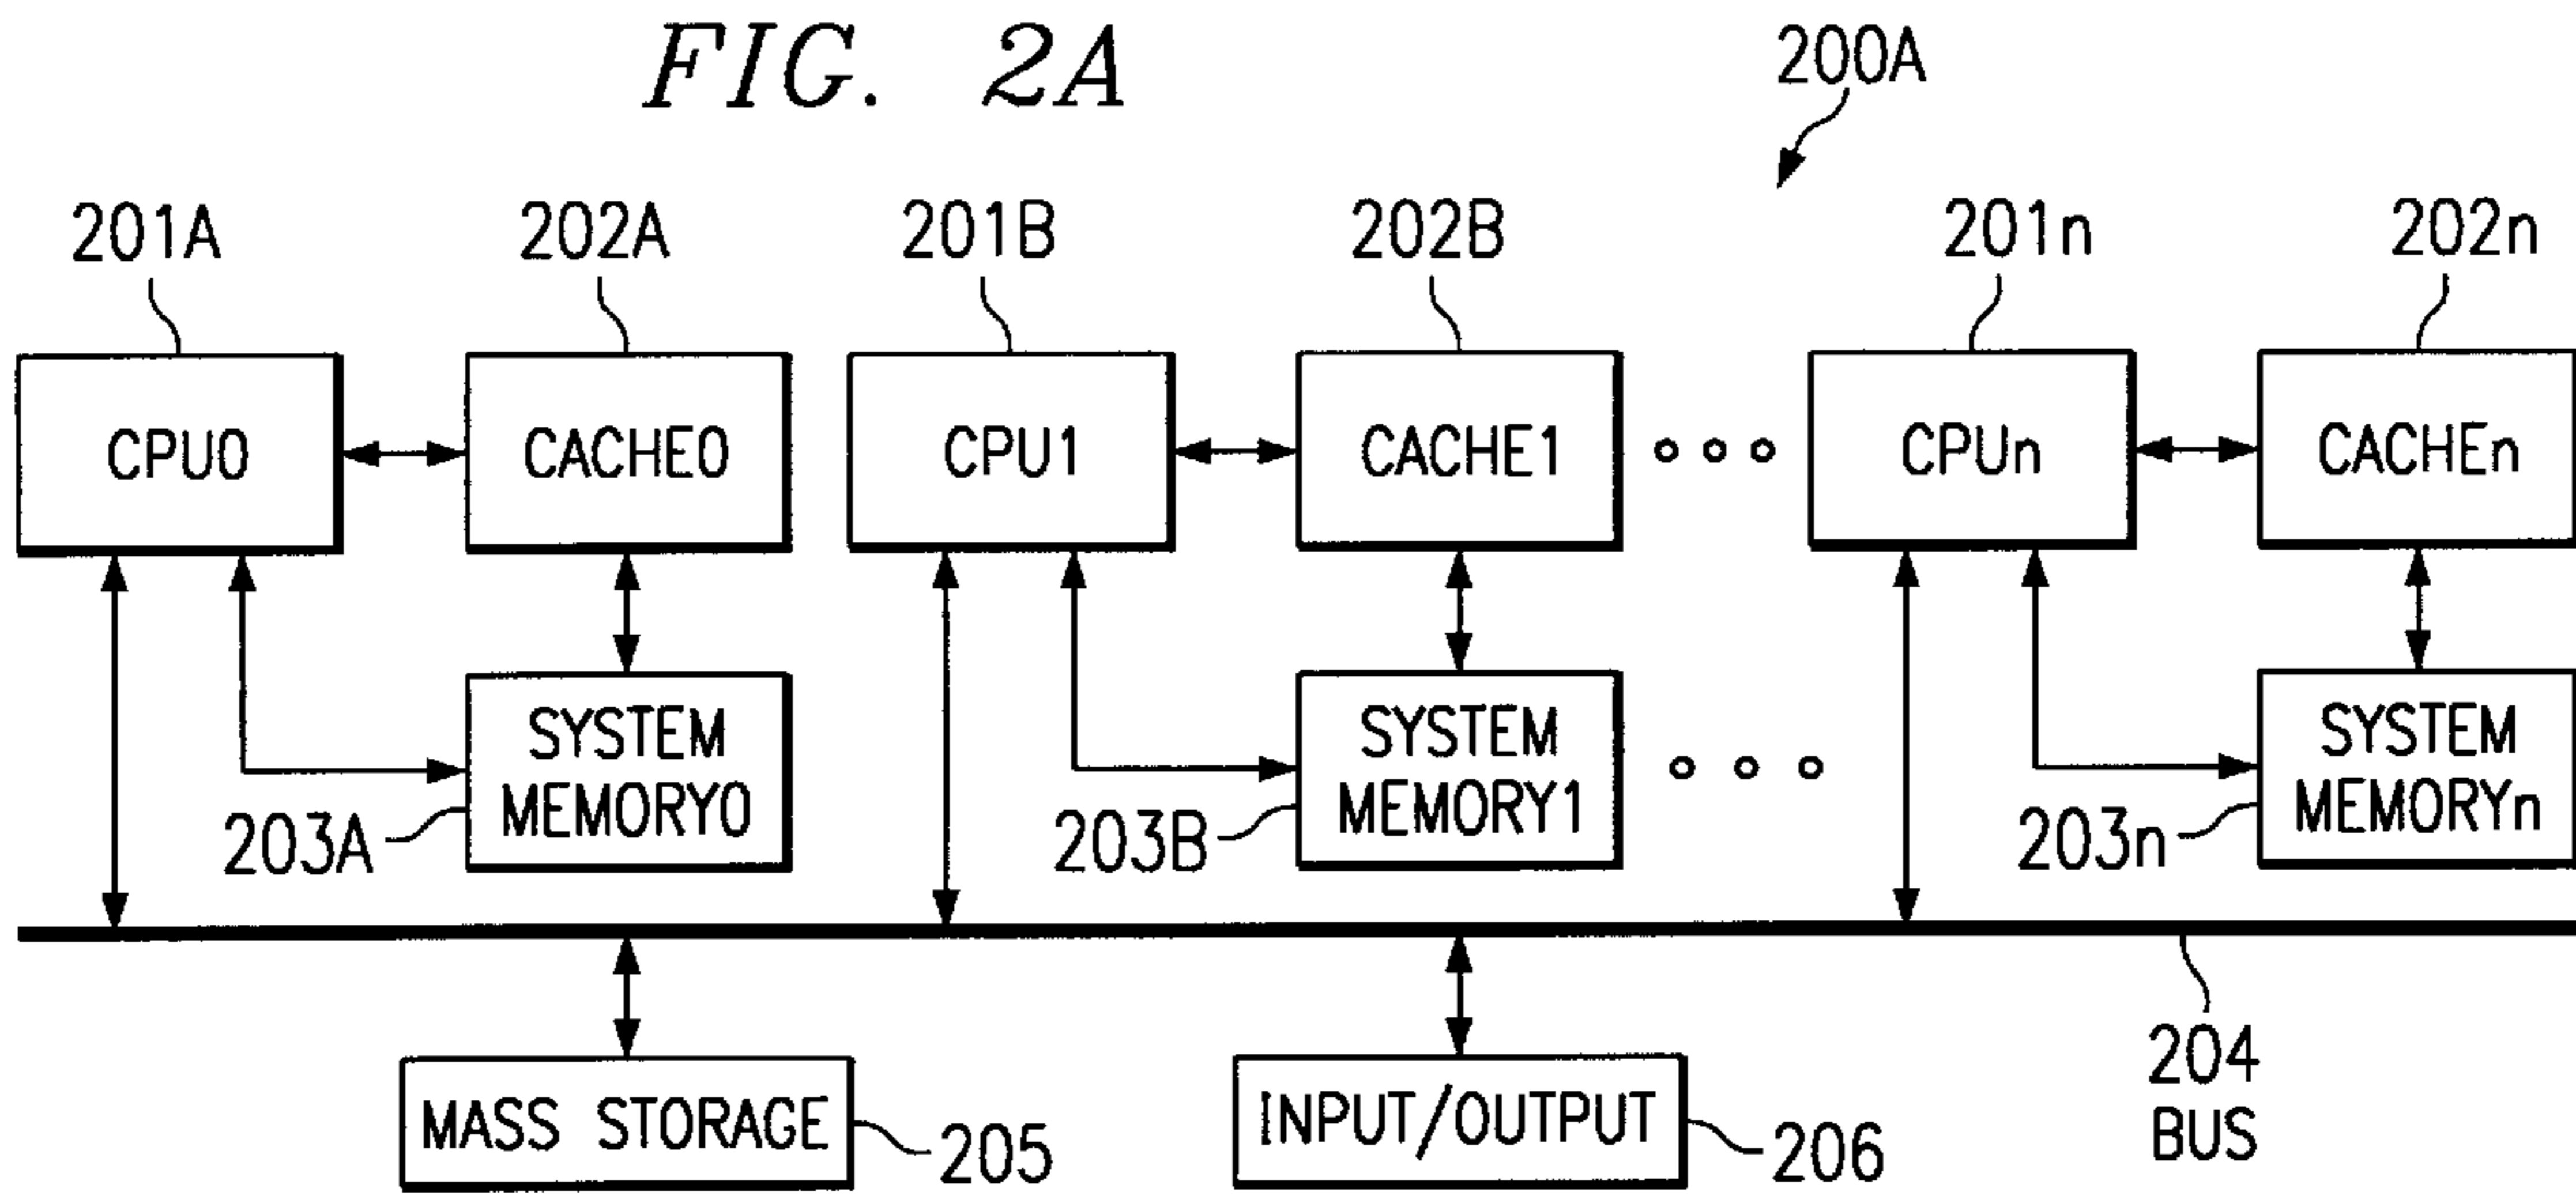 FIG. 2A
200A
201A
202A
201B
202B
201n
202n
CPU0
CACHE0
CPU1
CACHE1
CPUn
CACHEn
SYSTEM
MEMORY0
203A
SYSTEM
MEMORY1
203B
SYSTEM
MEMORYn
203n
204
BUS
MASS STORAGE
205
INPUT/OUTPUT
206